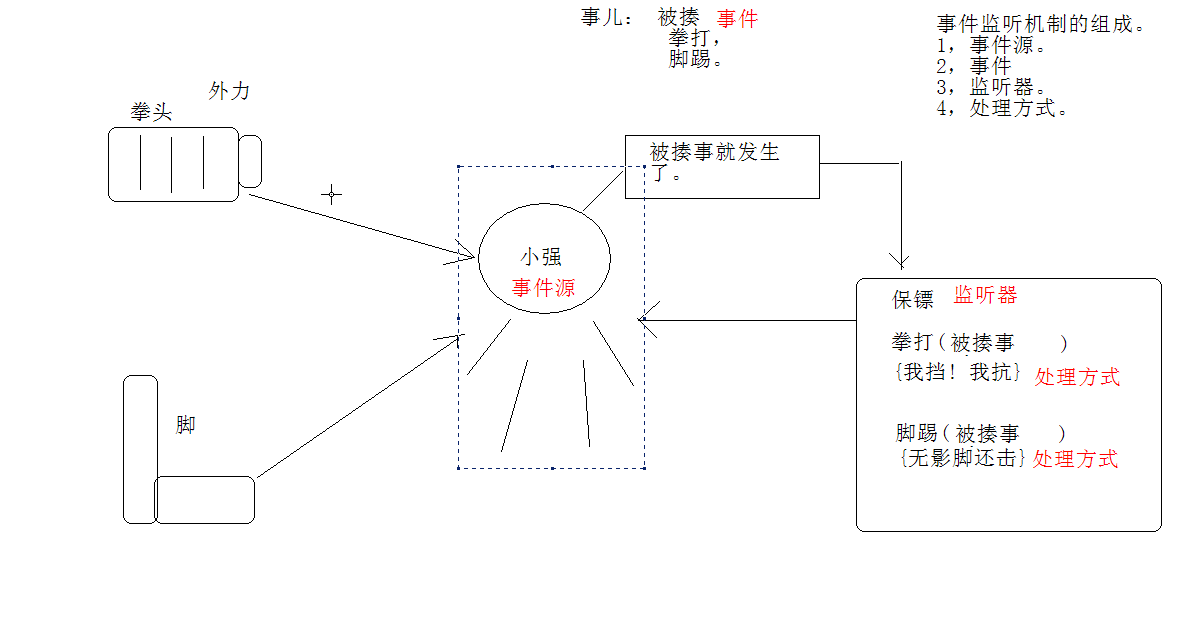 事儿： 被揍 事件
拳打，
脚踢。
事件监听机制的组成。
1，事件源。
2，事件
3，监听器。
4，处理方式。
外力
拳头
被揍事就发生
了。
小强
事件源
保镖 监听器
拳打(被揍事 )
{我挡！我抗} 处理方式
脚踢(被揍事 )
{无影脚还击} 处理方式
脚